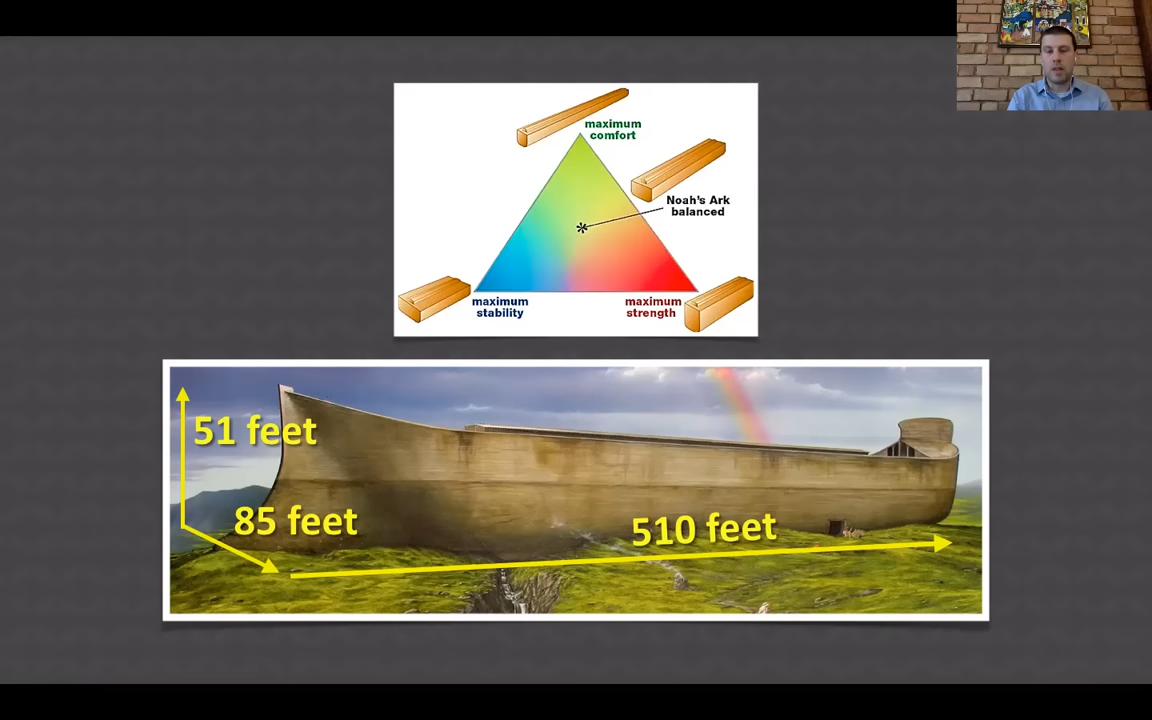 maximum
comfort
Noah's Ark
balanced
maximum
stability
maximum
strength
51 feet
85 feet
510 feet